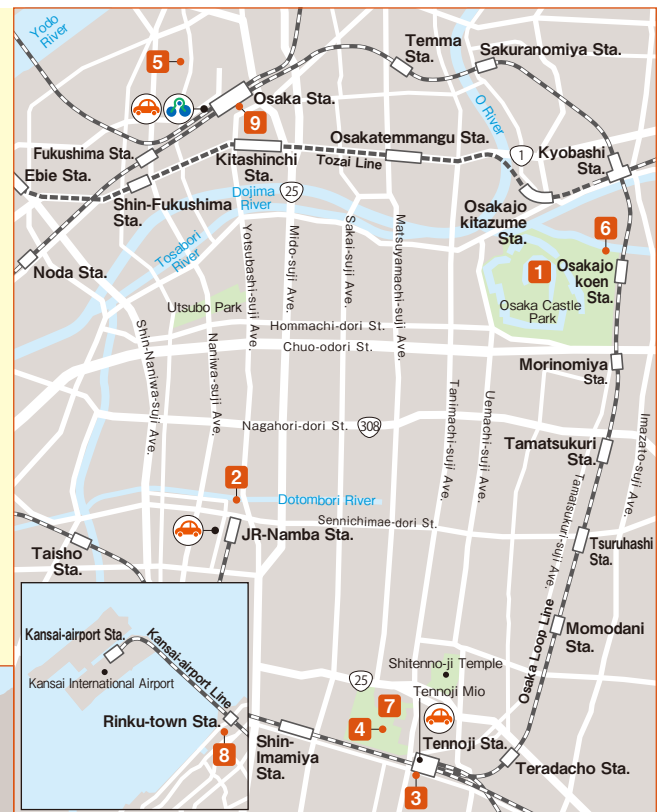 Yodo
River
5
Temma
Sta.
Sakuranomiya Sta.
O River
Osaka Sta.
9
Fukushima Sta.
Ebie Sta.
Kitashinchi
Sta.
Osakatemmangu Sta.
Tozai Line
1
Kyobashi
Sta.
Shin-Fukushima
Sta.
Dojima
River
25
Osakajo
kitazume
Sta.
Tosabori
River
Noda Sta.
Yotsubashi-suji Ave.
Mido-suji Ave.
Sakai-suji Ave.
Matsuyamachi-suji Ave.
6
1
Osakajo
koen
Sta.
Osaka Castle
Park
Utsubo Park
Hommachi-dori St.
Chuo-odori St.
Shin-Naniwa-suji Ave.
Naniwa-suji Ave.
Morinomiya
Sta.
Tanimachi-suji Ave.
Uemachi-suji Ave.
Imazato-suji Ave.
Nagahori-dori St.
308
Tamatsukuri
Sta.
Tamatsukuri-suji Ave.
2
Dotombori River
Sennichimae-dori St.
JR-Namba Sta.
Taisho
Sta.
Tsuruhashi
Sta.
Momodani
Sta.
Osaka Loop Line
Kansai-airport Sta.
Kansai-airport Line
Kansai International Airport
Rinku-town Sta.
8
Shitenno-ji Temple
25
Tennoji Mio
7
4
Tennoji Sta.
Shin-
Imamiya
Sta.
3
Teradacho Sta.